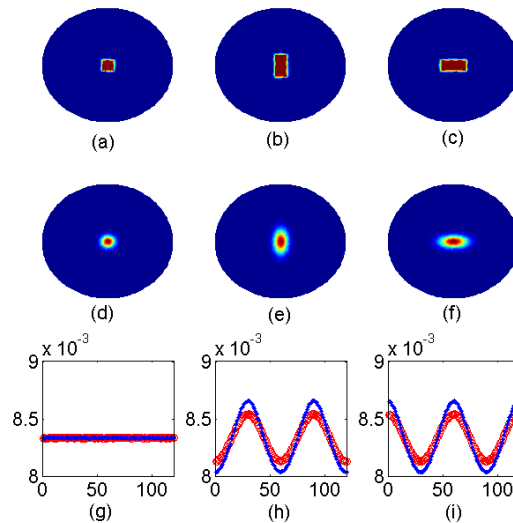 (a) (b) (c)
(d) (e) (f)
x 10^-3 x 10^-3 x 10^-3
9 9 9
8.5 8.5 8.5
8 8 8
0 50 100 0 50 100 0 50 100
(g) (h) (i)